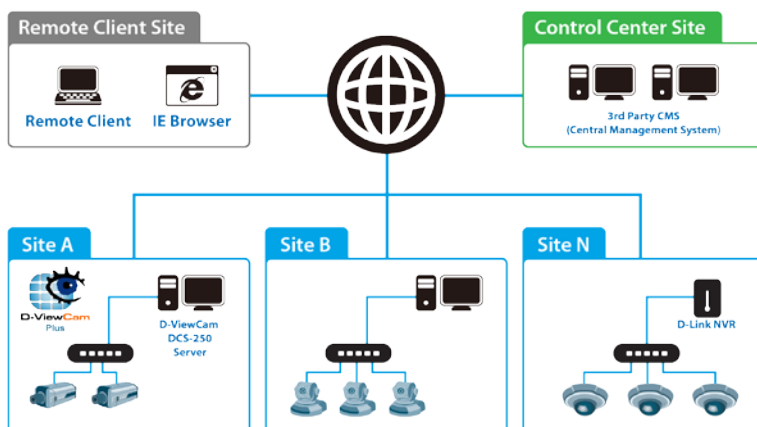 Remote Client Site
Control Center Site
Remote Client
IE Browser
3rd Party CMS
(Central Management System)
Site A
Site B
Site N
D-ViewCam
Plus
D-ViewCam
DCS-250
Server
D-Link NVR